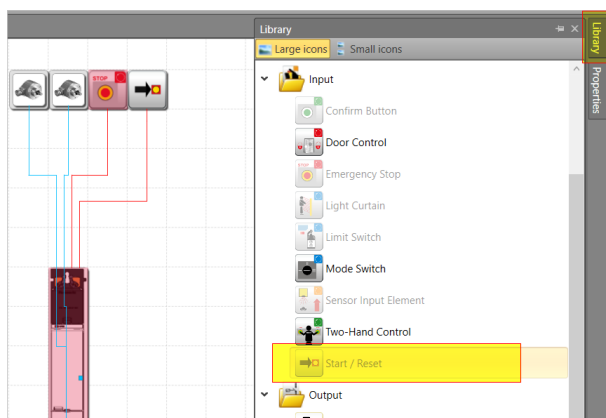 Library
Large icons
Small icons
Input
Confirm Button
Door Control
STOP
Emergency Stop
Light Curtain
Limit Switch
Mode Switch
Sensor Input Element
Two-Hand Control
Start / Reset
Output
STOP
Library
Properties